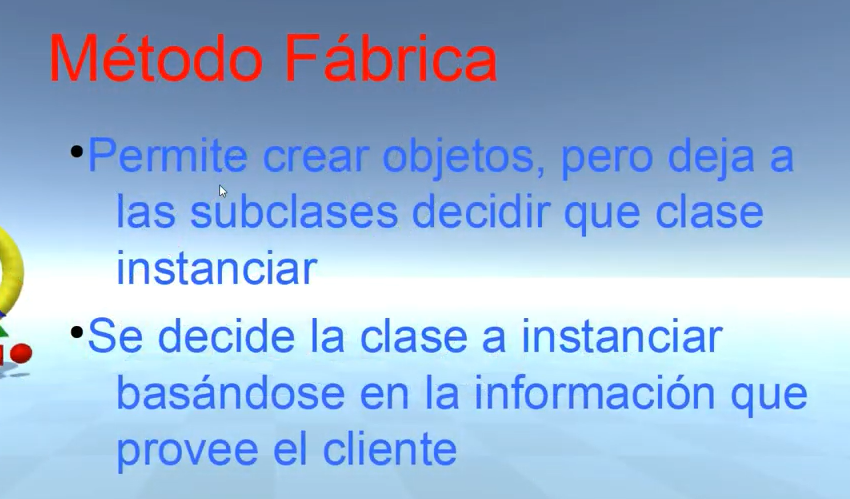 Método Fábrica
•Permite crear objetos, pero deja a
las subclases decidir que clase
instanciar
•Se decide la clase a instanciar
basándose en la información que
provee el cliente